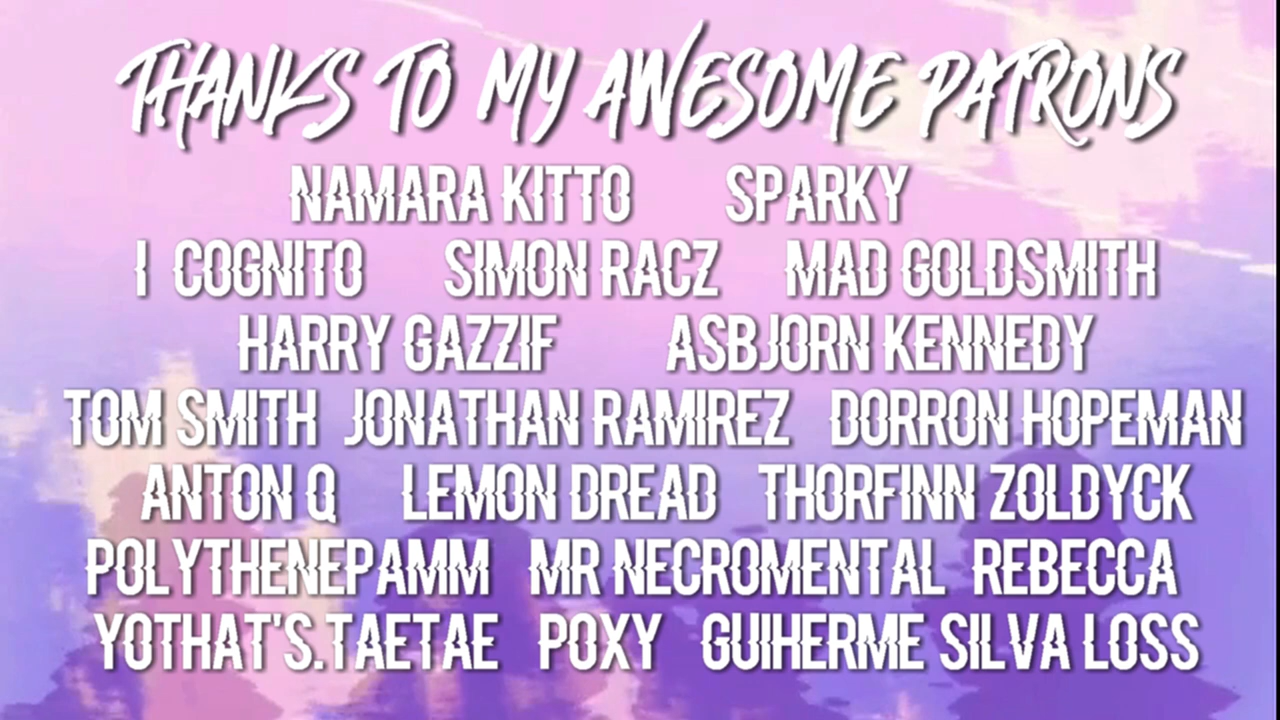 THANKS TO MY AWESOME PATRONS
NAMARA KITTO SPARKY
I COGNITO SIMON RACZ MAD GOLDSMITH
HARRY GAZZIF ASBJORN KENNEDY
TOM SMITH JONATHAN RAMIREZ DORRON HOPEMAN
ANTON Q LEMON DREAD THORFINN ZOLDYCK
POLYTHENEPAMM MR NECROMENTAL REBECCA
YOTHAT'S.TAETAE POXY GUIHERME SILVA LOSS